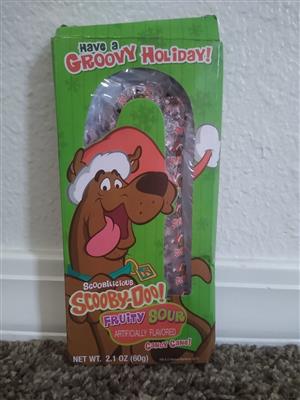 Have a
GROOVY HOLIDAY!
SCOOBILICIOUS
SCOOBY-DOO!
FRUITY SOUR
ARTIFICIALLY FLAVORED
CANDY CANE!
NET WT. 2.1 OZ (60g)